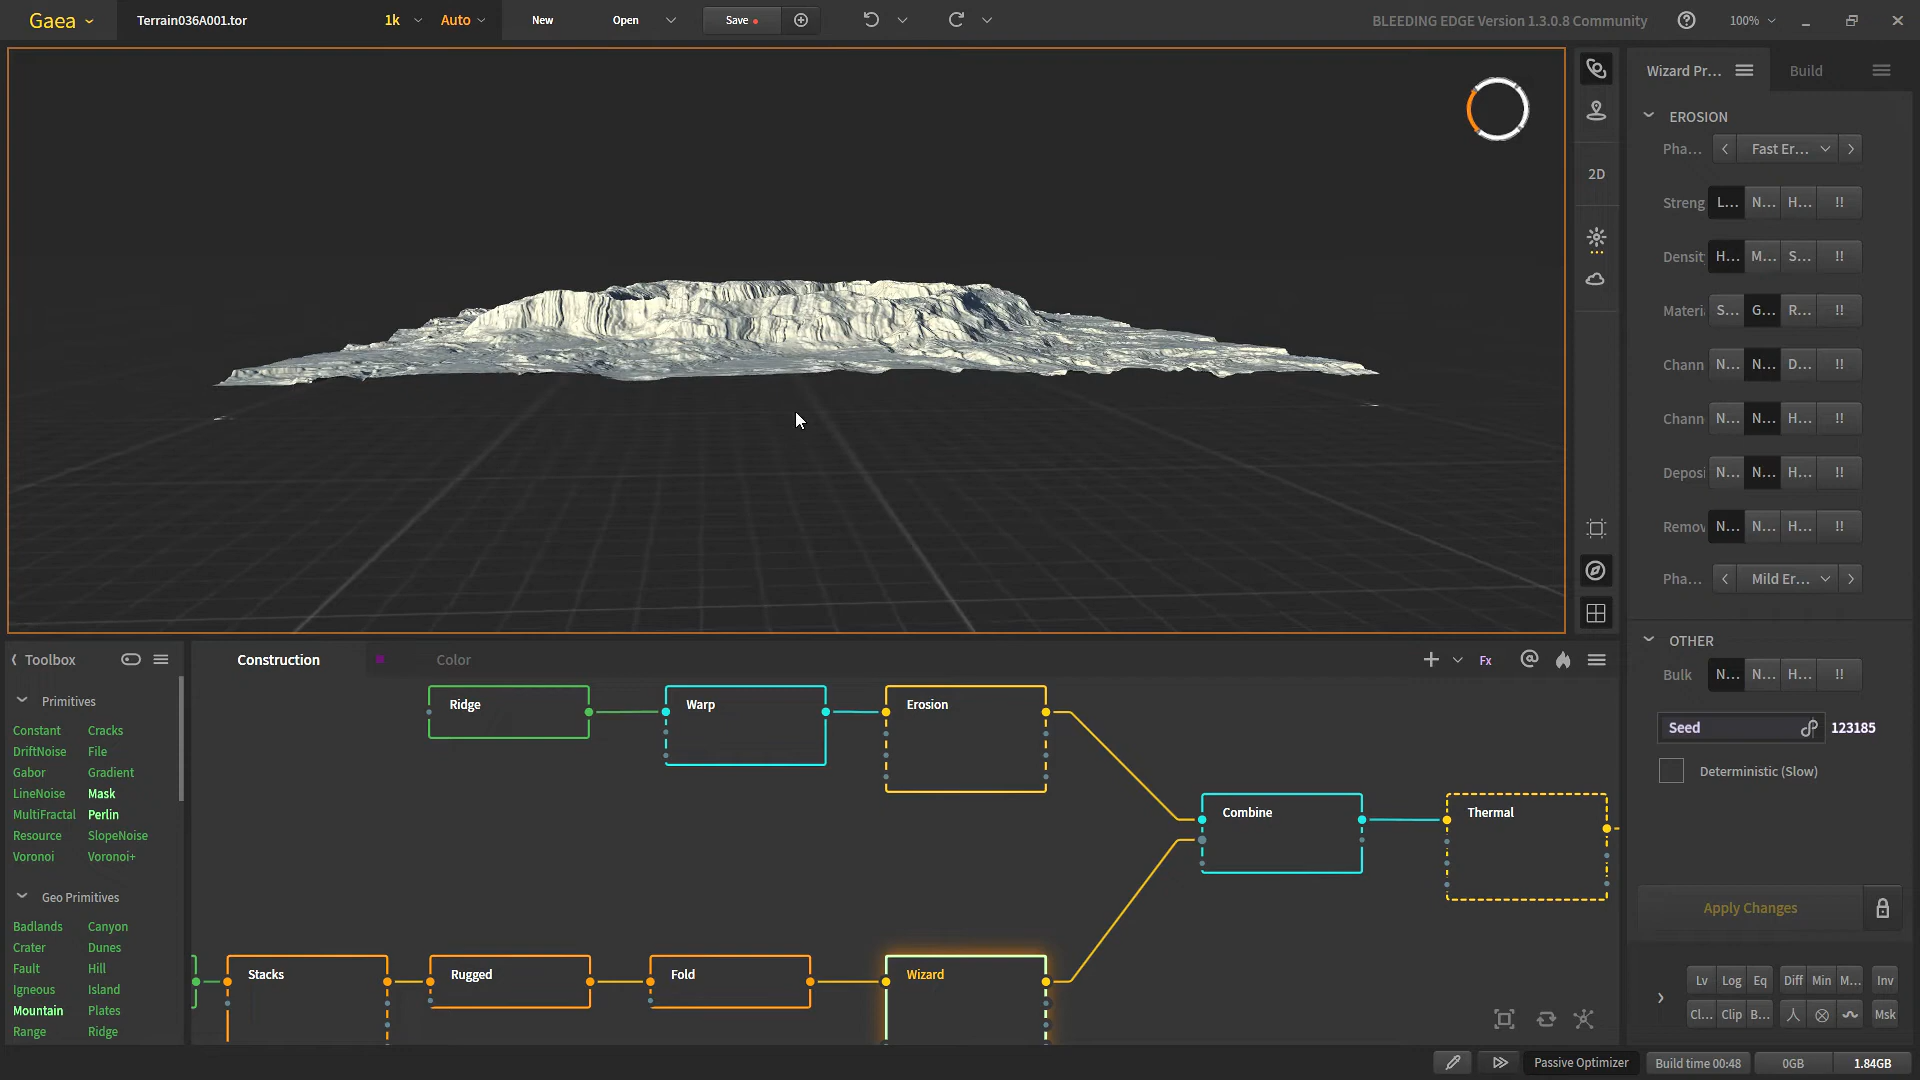 Gaea
Terrain036A001.tor
1k
Auto
New
Open
Save
BLEEDING EDGE Version 1.3.0.8 Community
100%
Wizard Pr...
Build
2D
EROSION
Pha...
Fast Er...
Streng
L... N... H... !!
Densit
H... M... S... !!
Materi
S... G... R... !!
Chann
N... N... D... !!
Chann
N... N... H... !!
Deposi
N... N... H... !!
Remov
N... N... H... !!
Pha...
Mild Er...
OTHER
Bulk
N... N... H... !!
Seed
123185
Deterministic (Slow)
Apply Changes
Lv Log Eq Diff Min M... Inv
Cl... Clip B... Msk
Toolbox
Primitives
Constant Cracks
DriftNoise File
Gabor Gradient
LineNoise Mask
MultiFractal Perlin
Resource SlopeNoise
Voronoi Voronoi+
Geo Primitives
Badlands Canyon
Crater Dunes
Fault Hill
Igneous Island
Mountain Plates
Range Ridge
Construction
Color
Fx
Ridge
Warp
Erosion
Combine
Thermal
Stacks
Rugged
Fold
Wizard
Passive Optimizer
Build time 00:48
0GB
1.84GB